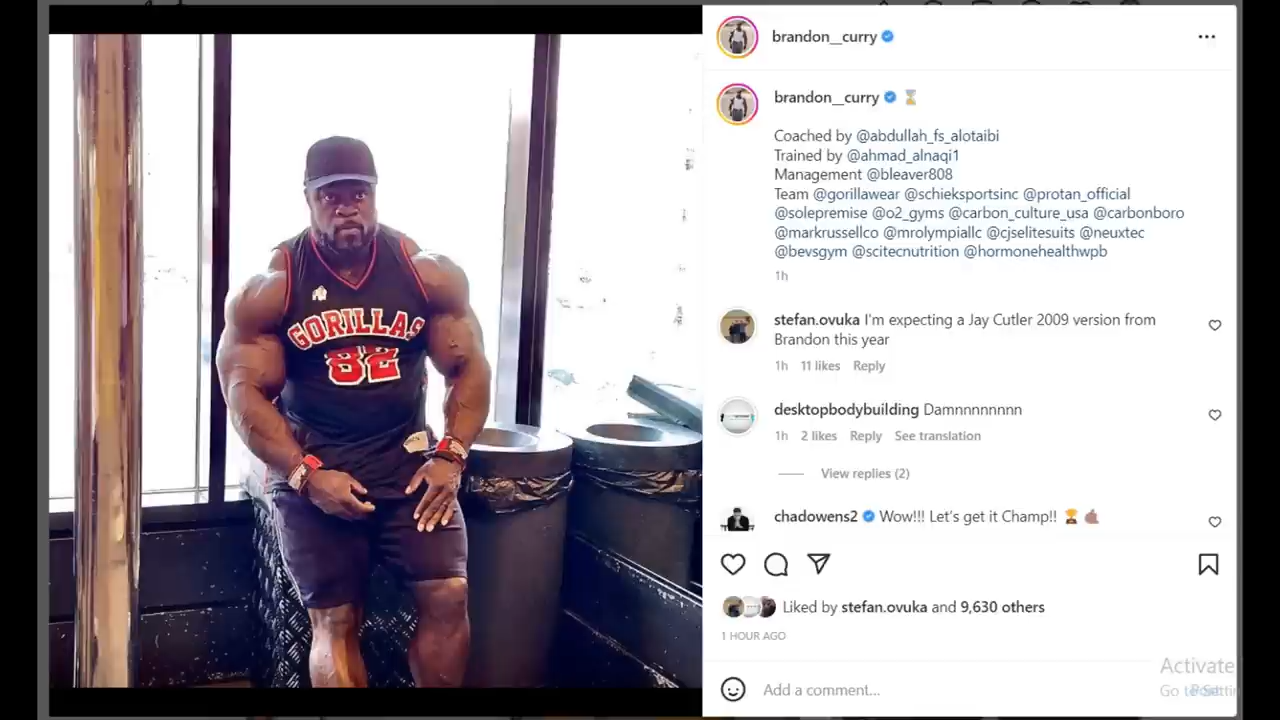 brandon__curry
brandon__curry ⌛
Coached by @abdullah_fs_alotaibi
Trained by @ahmad_alnaqi1
Management @bleaver808
Team @gorillawear @schieksportsinc @protan_official
@solepremise @o2_gyms @carbon_culture_usa @carbonboro
@markrussellco @mrolympiallc @cjselitesuits @neuxtec
@bevsgym @scitecnutrition @hormonehealthwpb
1h
stefan.ovuka I'm expecting a Jay Cutler 2009 version from
Brandon this year
1h 11 likes Reply
desktopbodybuilding Damnnnnnnnn
1h 2 likes Reply See translation
View replies (2)
chadowens2 Wow!!! Let's get it Champ!! 🏆 🤙🏽
Liked by stefan.ovuka and 9,630 others
1 HOUR AGO
Add a comment...
Activate
GORILLAS
82